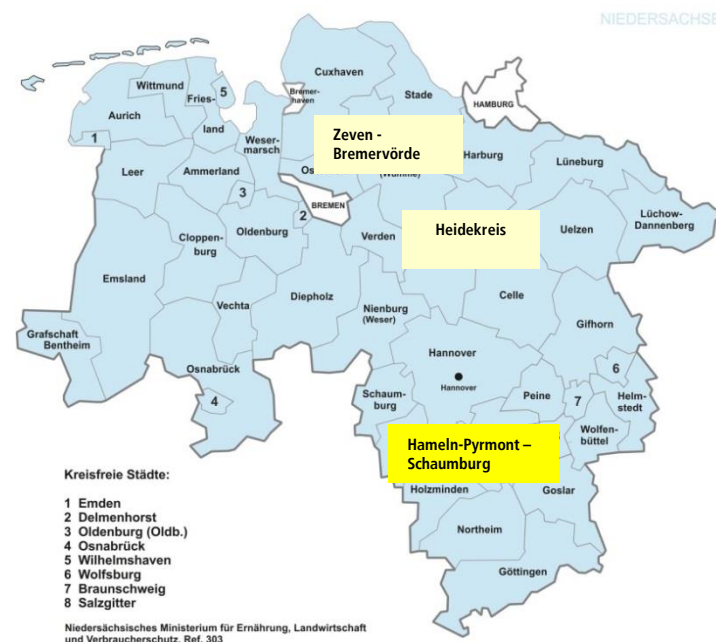 NIEDERSACHSE
Cuxhaven
Wittmund
Bremer-
haven
Stade
HAMBURG
Aurich
Fries-
land
5
1
Weser-
marsch
Zeven -
Bremervörde
Harburg
Lüneburg
Leer
Ammerland
Os
(Wümme)
3
BREMEN
2
Lüchow-
Dannenberg
Cloppen-
burg
Oldenburg
Verden
Heidekreis
Uelzen
Emsland
Vechta
Diepholz
Nienburg
(Weser)
Celle
Gifhorn
Grafschaft
Bentheim
Osnabrück
4
Hannover
Hannover
6
Schaum-
burg
Peine
7
Helm-
stedt
Wolfen-
büttel
Hameln-Pyrmont –
Schaumburg
Holzminden
Goslar
Northeim
Göttingen
Kreisfreie Städte:
1 Emden
2 Delmenhorst
3 Oldenburg (Oldb.)
4 Osnabrück
5 Wilhelmshaven
6 Wolfsburg
7 Braunschweig
8 Salzgitter
Niedersächsisches Ministerium für Ernährung, Landwirtschaft
und Verbraucherschutz, Ref. 303